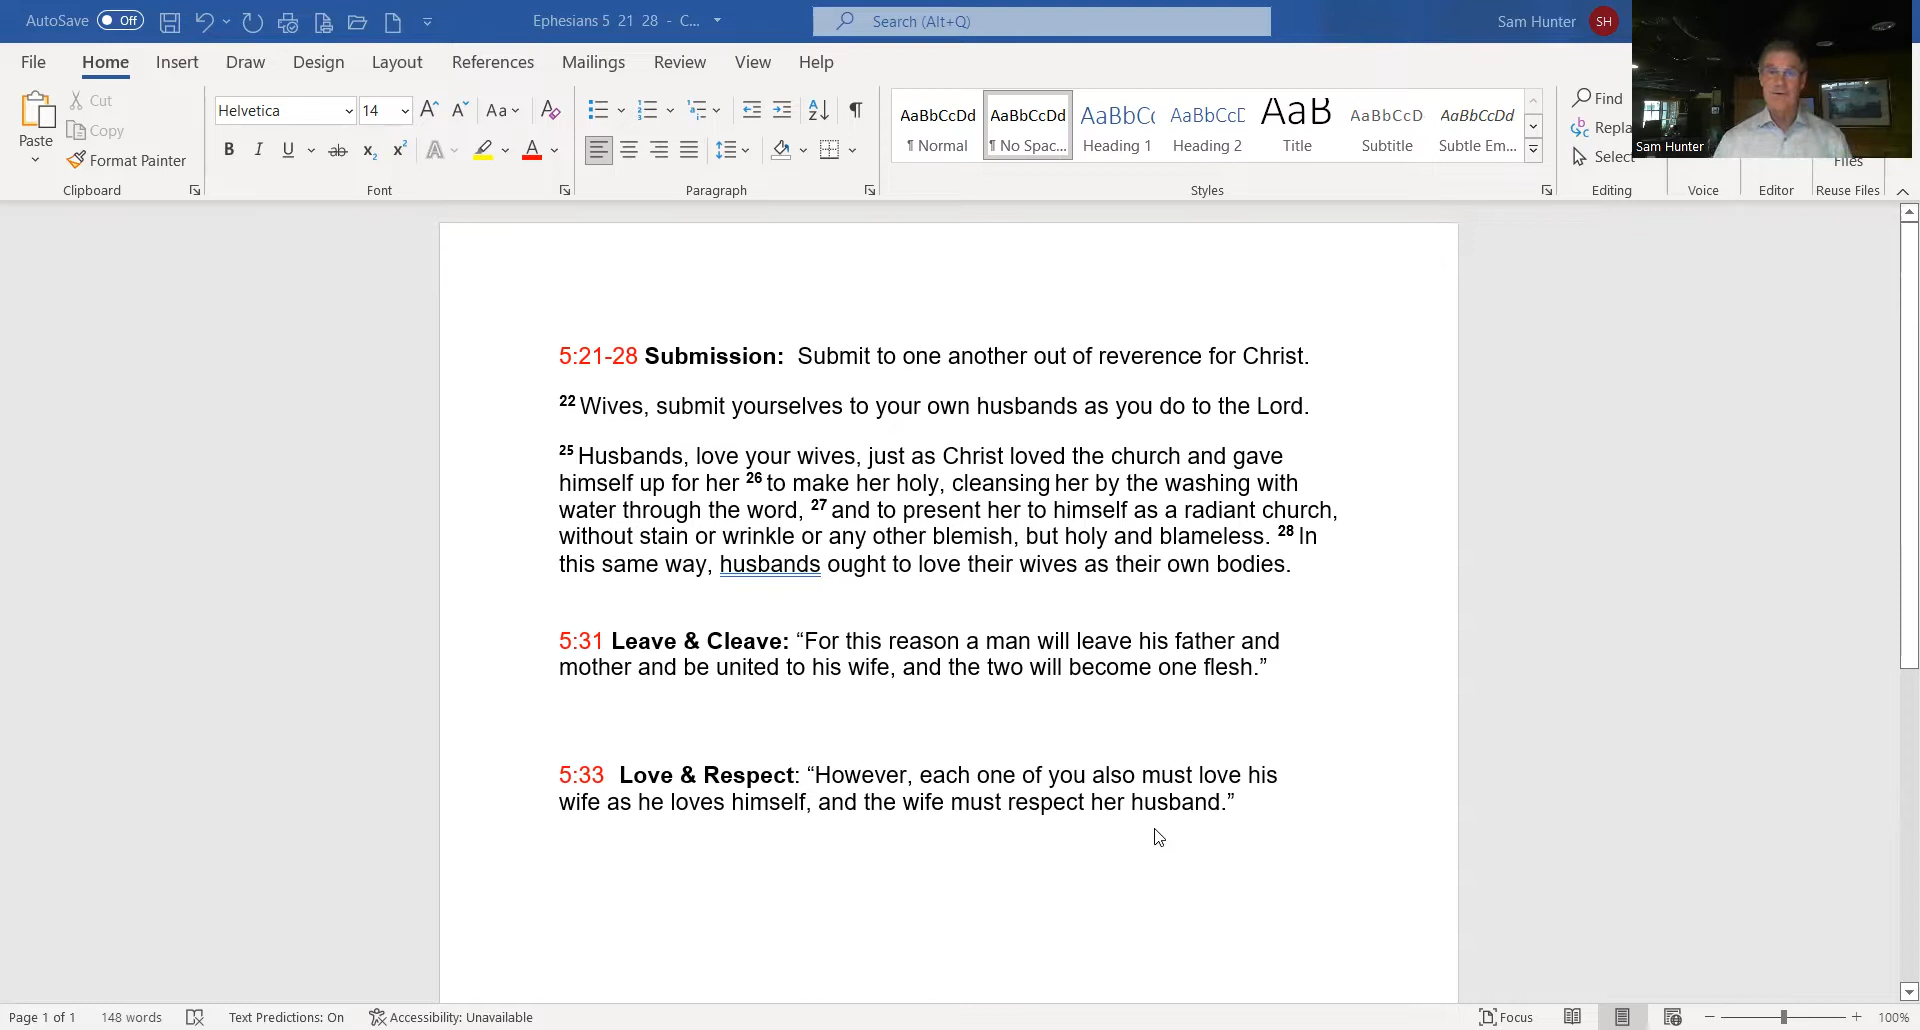 AutoSave Off Ephesians 5 21 28 - C... Search (Alt+Q) Sam Hunter SH
File Home Insert Draw Design Layout References Mailings Review View Help
Cut
Copy
Paste
Format Painter
Helvetica 14
Aa
B I U ab x₂ x² A A
AaBbCcDd AaBbCcDd AaBbCc AaBbCcD AaB AaBbCcD AaBbCcDd
¶ Normal ¶ No Spac... Heading 1 Heading 2 Title Subtitle Subtle Em...
Find
Repla
Select
Sam Hunter
Files
Clipboard Font Paragraph Styles Editing Voice Editor Reuse Files
5:21-28 Submission: Submit to one another out of reverence for Christ.
22 Wives, submit yourselves to your own husbands as you do to the Lord.
25 Husbands, love your wives, just as Christ loved the church and gave
himself up for her 26 to make her holy, cleansing her by the washing with
water through the word, 27 and to present her to himself as a radiant church,
without stain or wrinkle or any other blemish, but holy and blameless. 28 In
this same way, husbands ought to love their wives as their own bodies.
5:31 Leave & Cleave: “For this reason a man will leave his father and
mother and be united to his wife, and the two will become one flesh.”
5:33 Love & Respect: “However, each one of you also must love his
wife as he loves himself, and the wife must respect her husband.”
Page 1 of 1 148 words Text Predictions: On Accessibility: Unavailable Focus 100%